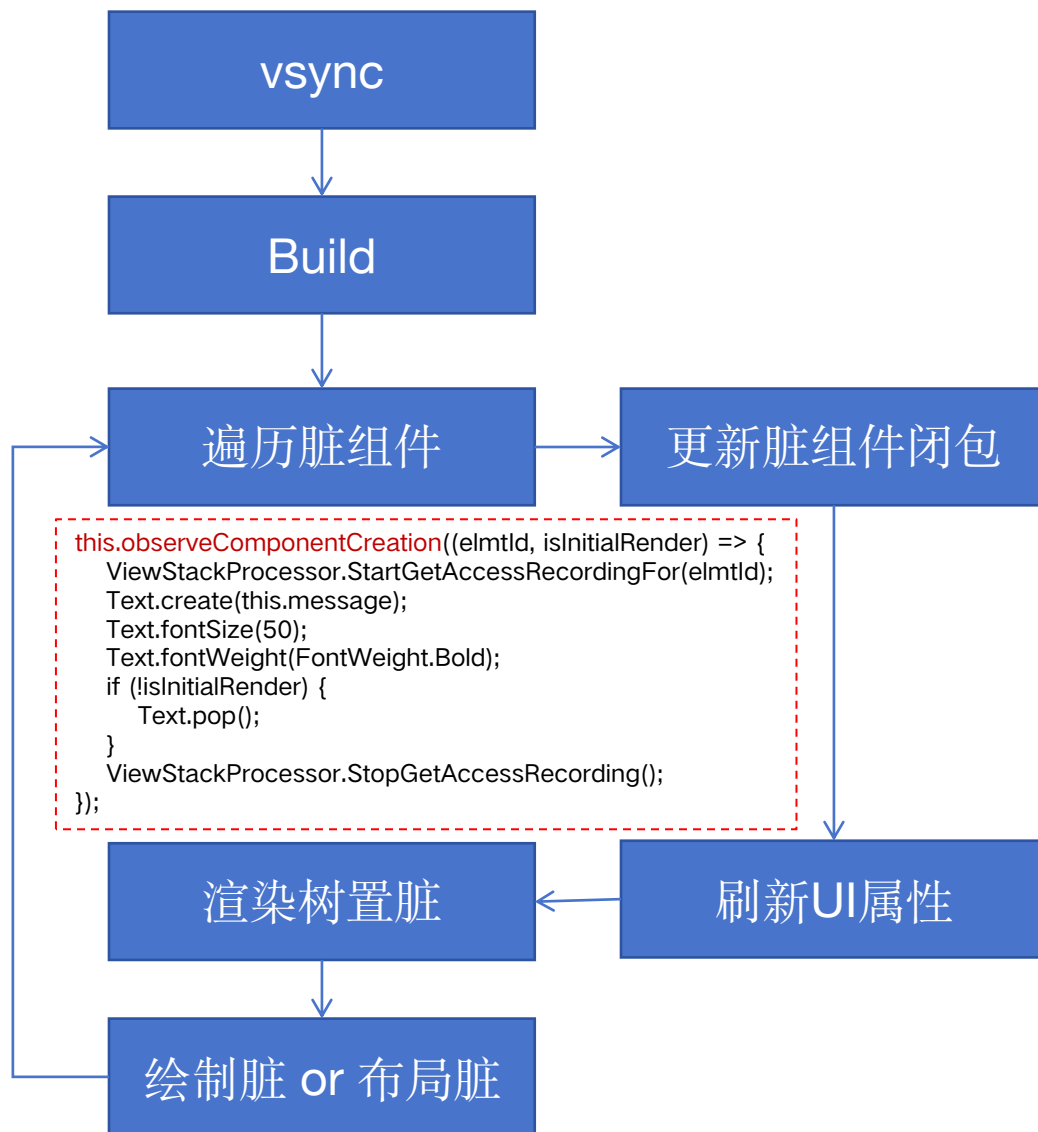 vsync
Build
遍历脏组件
更新脏组件闭包
this.observeComponentCreation((elmtId, isInitialRender) => {
ViewStackProcessor.StartGetAccessRecordingFor(elmtId);
Text.create(this.message);
Text.fontSize(50);
Text.fontWeight(FontWeight.Bold);
if (!isInitialRender) {
Text.pop();
}
ViewStackProcessor.StopGetAccessRecording();
});
渲染树置脏
刷新UI属性
绘制脏 or 布局脏